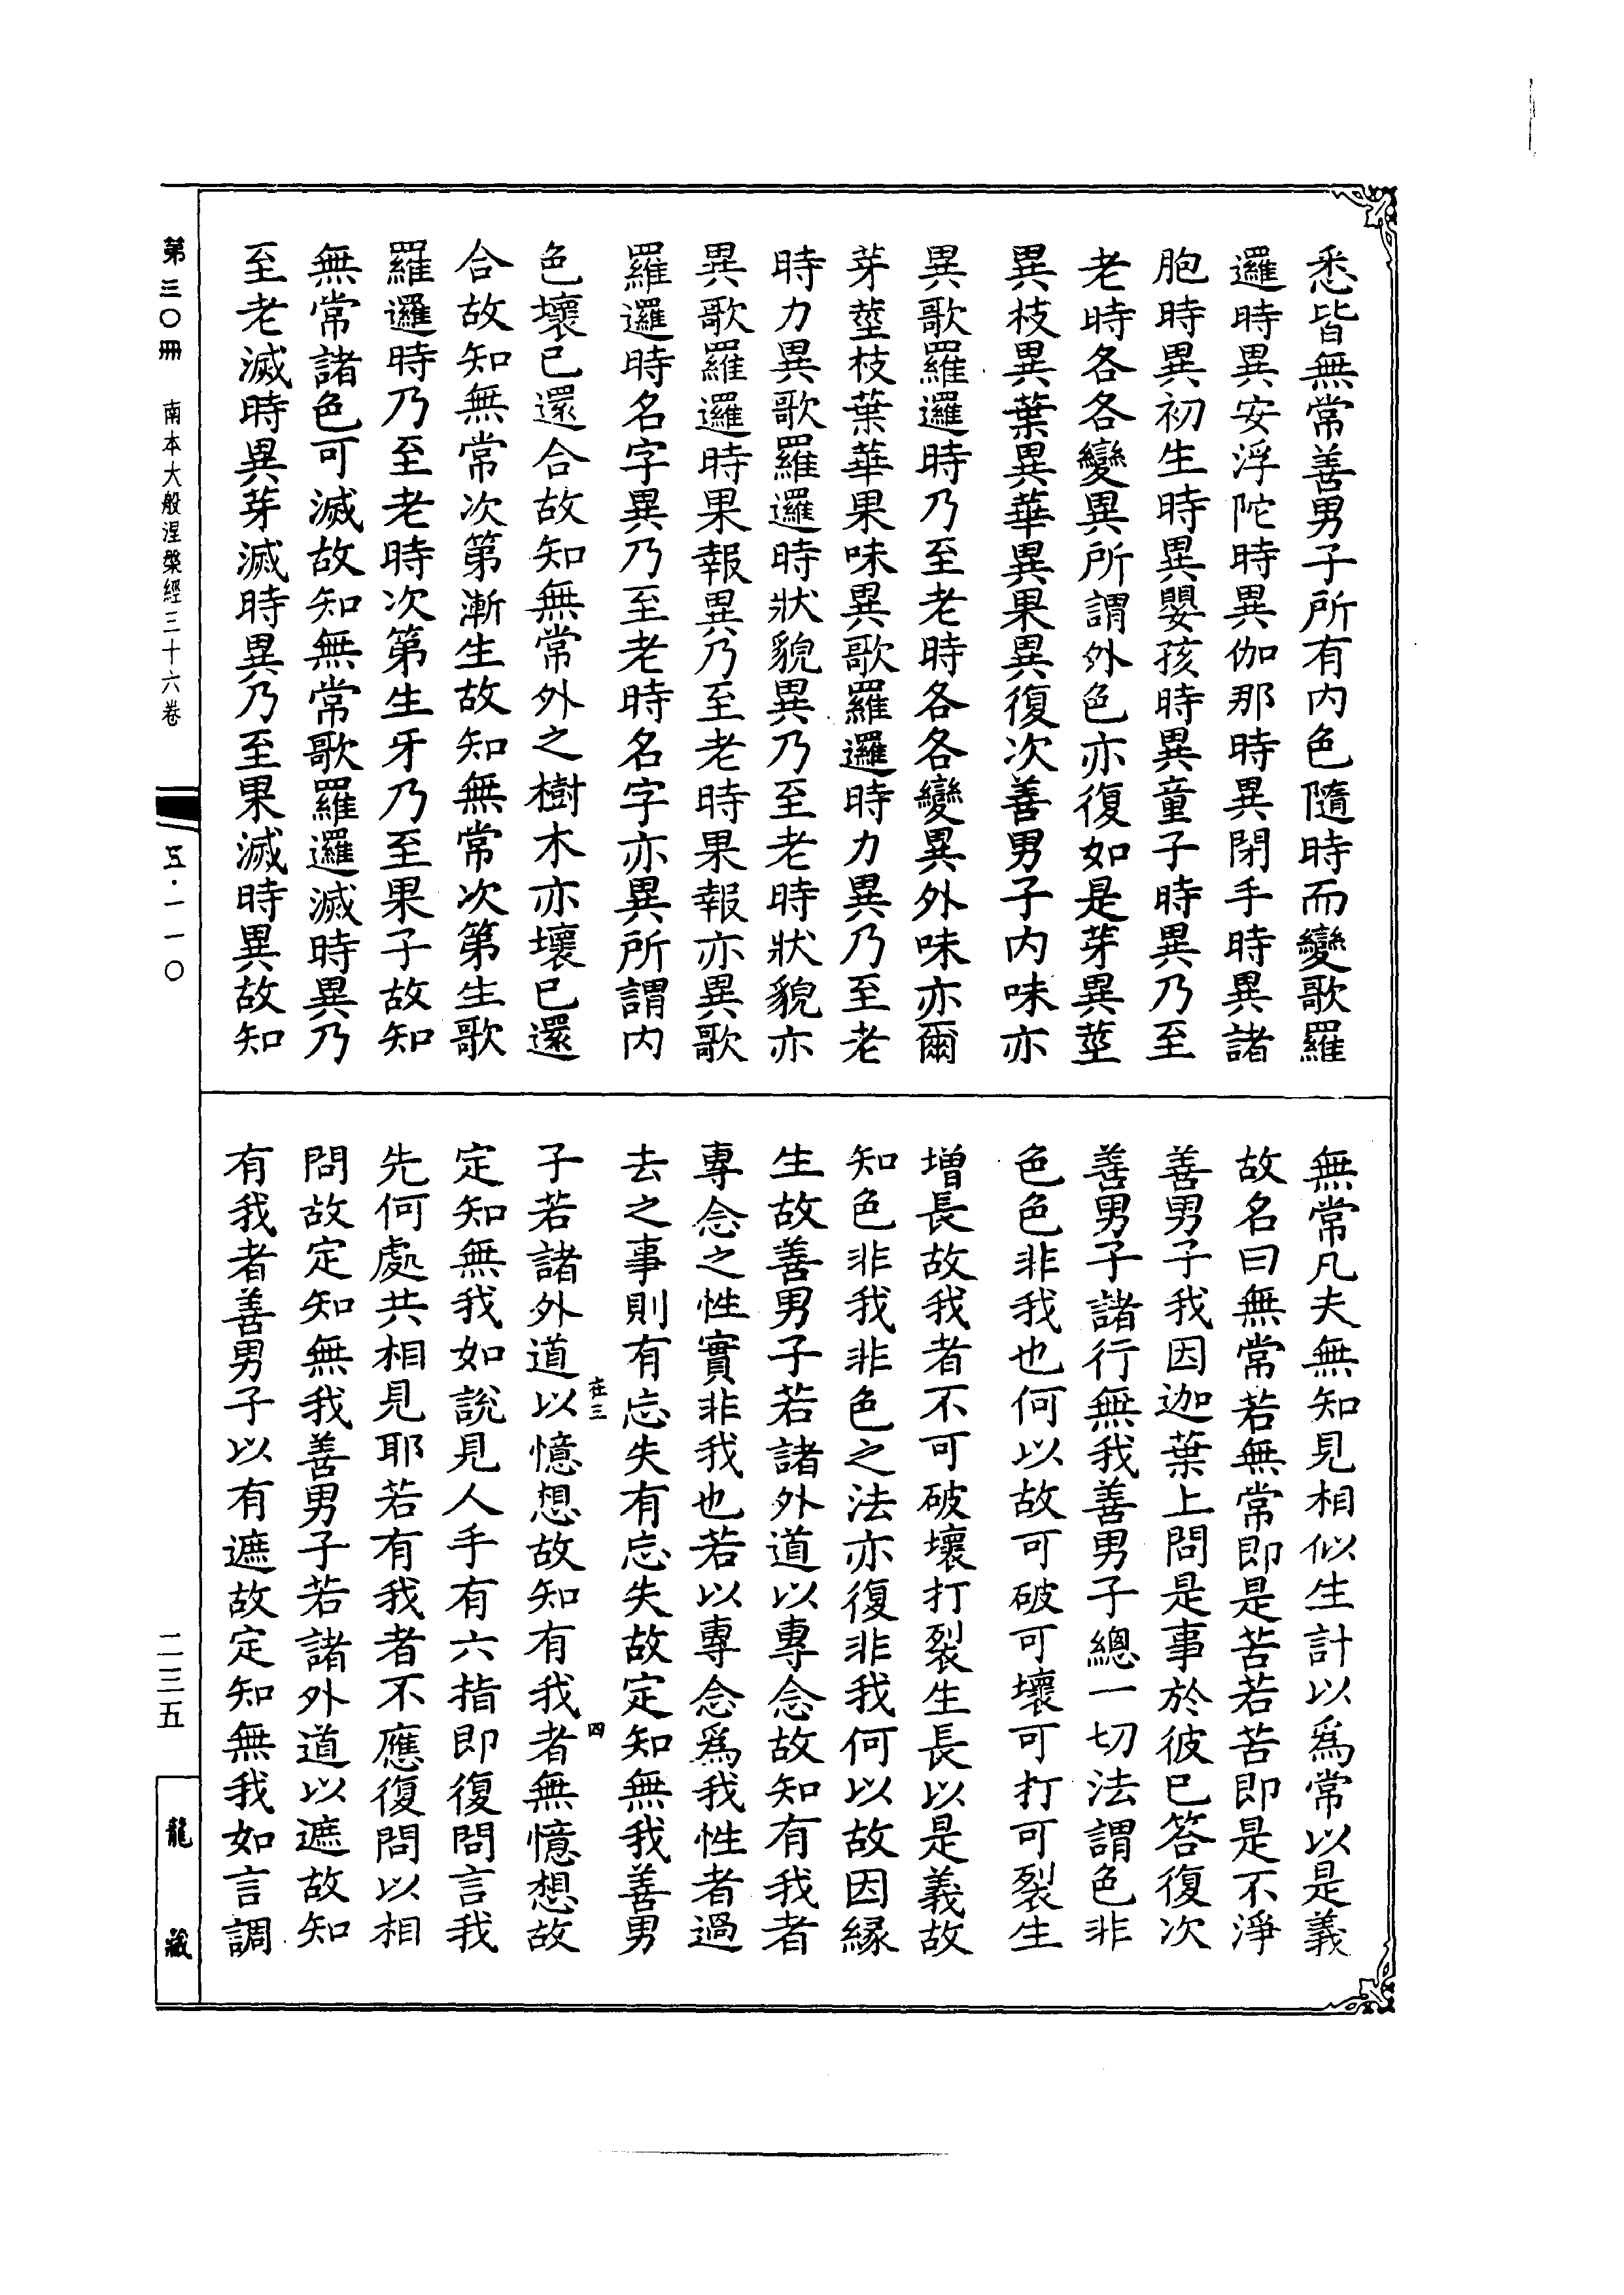 悉皆無常善男子所有内色隨時而變歌羅
邏時異安浮陀時異伽那時異閉手時異諸
胞時異初生時異嬰孩時異童子時異乃至
老時各各變異所謂外色亦復如是芽異莖
異枝異葉異華異果異復次善男子内味亦
異歌羅邏時乃至老時各各變異外味亦爾
芽莖枝葉華果味異歌羅邏時力異乃至老
時力異歌羅邏時狀貌異乃至老時狀貌亦
異歌羅邏時果報異乃至老時果報亦異歌
羅邏時名字異乃至老時名字亦異所謂内
色壞已還合故知無常外之樹木亦壞已還
合故知無常次第漸生故知無常次第生歌
羅邏時乃至老時次第生牙乃至果子故知
無常諸色可滅故知無常歌羅邏滅時異乃
至老滅時異芽滅時異乃至果滅時異故知
無常凡夫無知見相似生計以爲常以是義
故名曰無常若無常即是苦若苦即是不淨
善男子我因迦葉上問是事於彼已答復次
善男子諸行無我善男子總一切法謂色非
色色非我也何以故可破可壞可打可裂生
增長故我者不可破壞打裂生長以是義故
知色非我非色之法亦復非我何以故因緣
生故善男子若諸外道以專念故知有我者
專念之性實非我也若以專念爲我性者過
去之事則有忘失有忘失故定知無我善男
在三 四
子若諸外道以憶想故知有我者無憶想故
定知無我如說見人手有六指即復問言我
先何處共相見耶若有我者不應復問以相
問故定知無我善男子若諸外道以遮故知
有我者善男子以有遮故定知無我如言調
第三〇冊 南本大般涅槃經三十六卷 五·一一〇
二三五
龍藏